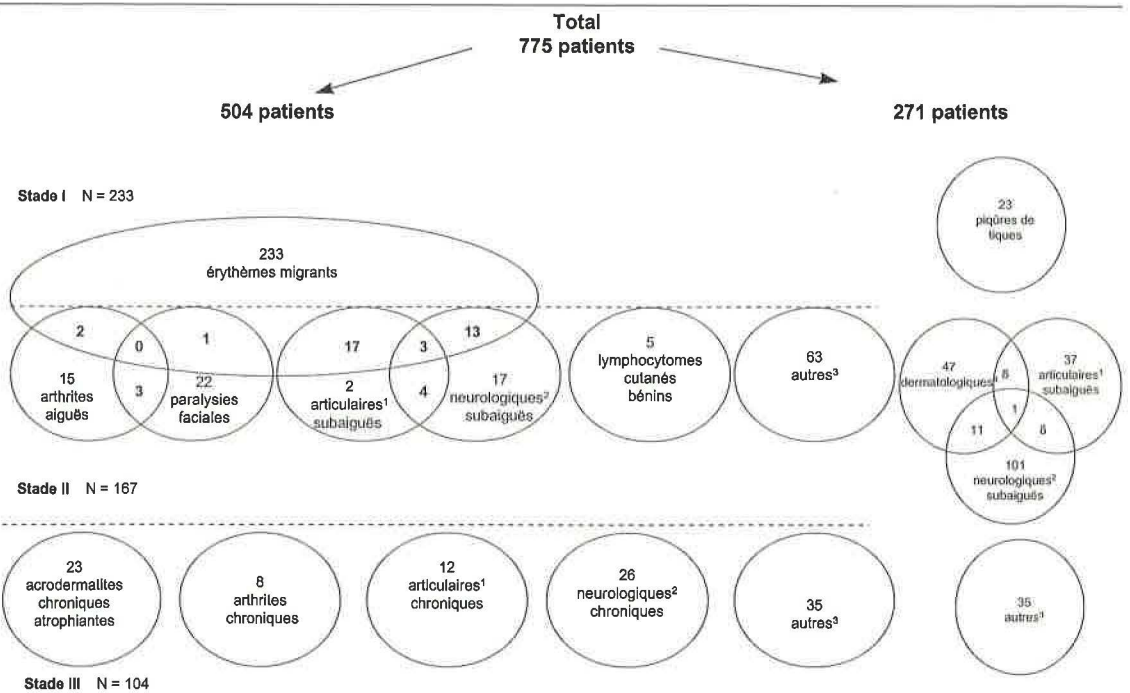 Total
775 patients
504 patients
271 patients
Stade I N = 233
233
érythèmes migrants
23
piqûres de
tiques
2
0
1
17
3
13
15
arthrites
aiguës
3
22
paralysies
faciales
2
articulaires¹
subaiguës
4
17
neurologiques²
subaiguës
5
lymphocytomes
cutanés
bénins
63
autres³
47
dermatologiques
8
37
articulaires¹
subaiguës
1
11
8
101
neurologiques²
subaiguës
Stade II N = 167
23
acrodermalites
chroniques
atrophiantes
8
arthrites
chroniques
12
articulaires¹
chroniques
26
neurologiques²
chroniques
35
autres³
35
autres³
Stade III N = 104